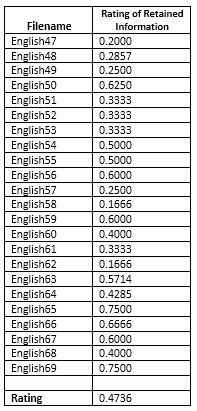 Filename Rating of Retained
Information
English47 0.2000
English48 0.2857
English49 0.2500
English50 0.6250
English51 0.3333
English52 0.3333
English53 0.3333
English54 0.5000
English55 0.5000
English56 0.6000
English57 0.2500
English58 0.1666
English59 0.6000
English60 0.4000
English61 0.3333
English62 0.1666
English63 0.5714
English64 0.4285
English65 0.7500
English66 0.6666
English67 0.6000
English68 0.4000
English69 0.7500
Rating 0.4736